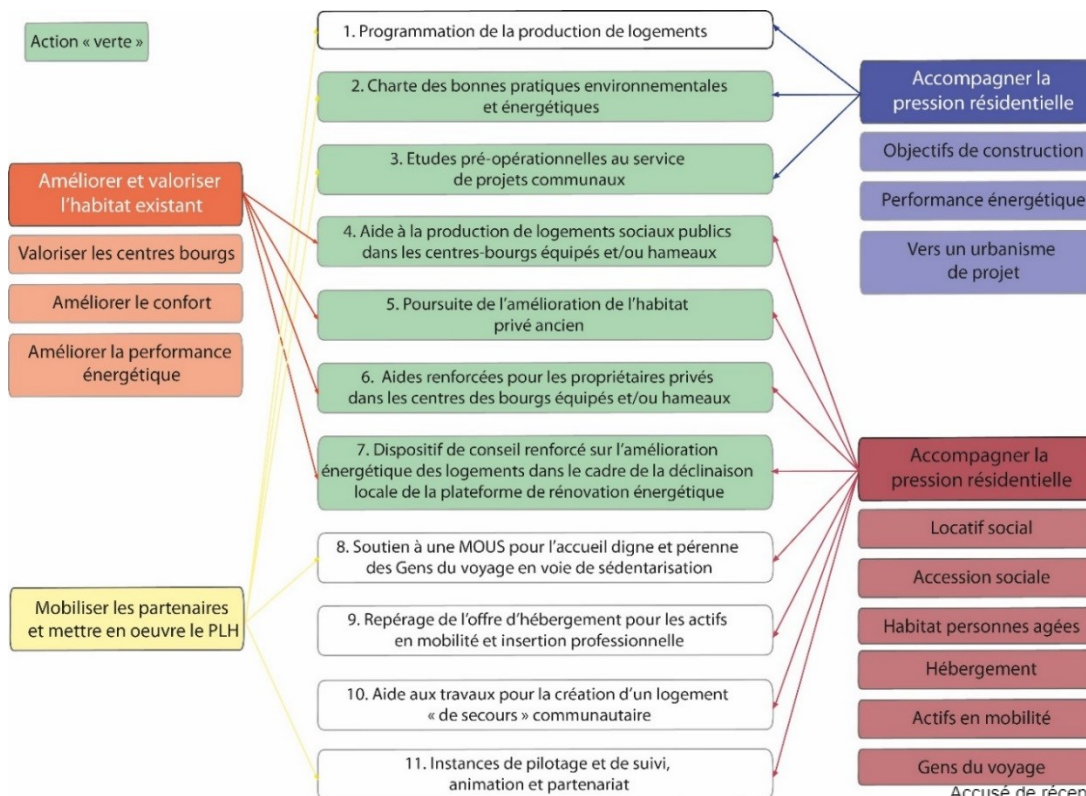 Action « verte »
Améliorer et valoriser
l'habitat existant
Valoriser les centres bourgs
Améliorer le confort
Améliorer la performance
énergétique
Mobiliser les partenaires
et mettre en oeuvre le PLH
1. Programmation de la production de logements
2. Charte des bonnes pratiques environnementales
et énergétiques
3. Etudes pré-opérationnelles au service
de projets communaux
4. Aide à la production de logements sociaux publics
dans les centres-bourgs équipés et/ou hameaux
5. Poursuite de l'amélioration de l'habitat
privé ancien
6. Aides renforcées pour les propriétaires privés
dans les centres des bourgs équipés et/ou hameaux
7. Dispositif de conseil renforcé sur l'amélioration
énergétique des logements dans le cadre de la déclinaison
locale de la plateforme de rénovation énergétique
8. Soutien à une MOUS pour l'accueil digne et pérenne
des Gens du voyage en voie de sédentarisation
9. Repérage de l'offre d'hébergement pour les actifs
en mobilité et insertion professionnelle
10. Aide aux travaux pour la création d'un logement
« de secours » communautaire
11. Instances de pilotage et de suivi,
animation et partenariat
Accompagner la
pression résidentielle
Objectifs de construction
Performance énergétique
Vers un urbanisme
de projet
Accompagner la
pression résidentielle
Locatif social
Accession sociale
Habitat personnes agées
Hébergement
Actifs en mobilité
Gens du voyage
Accusé de récep